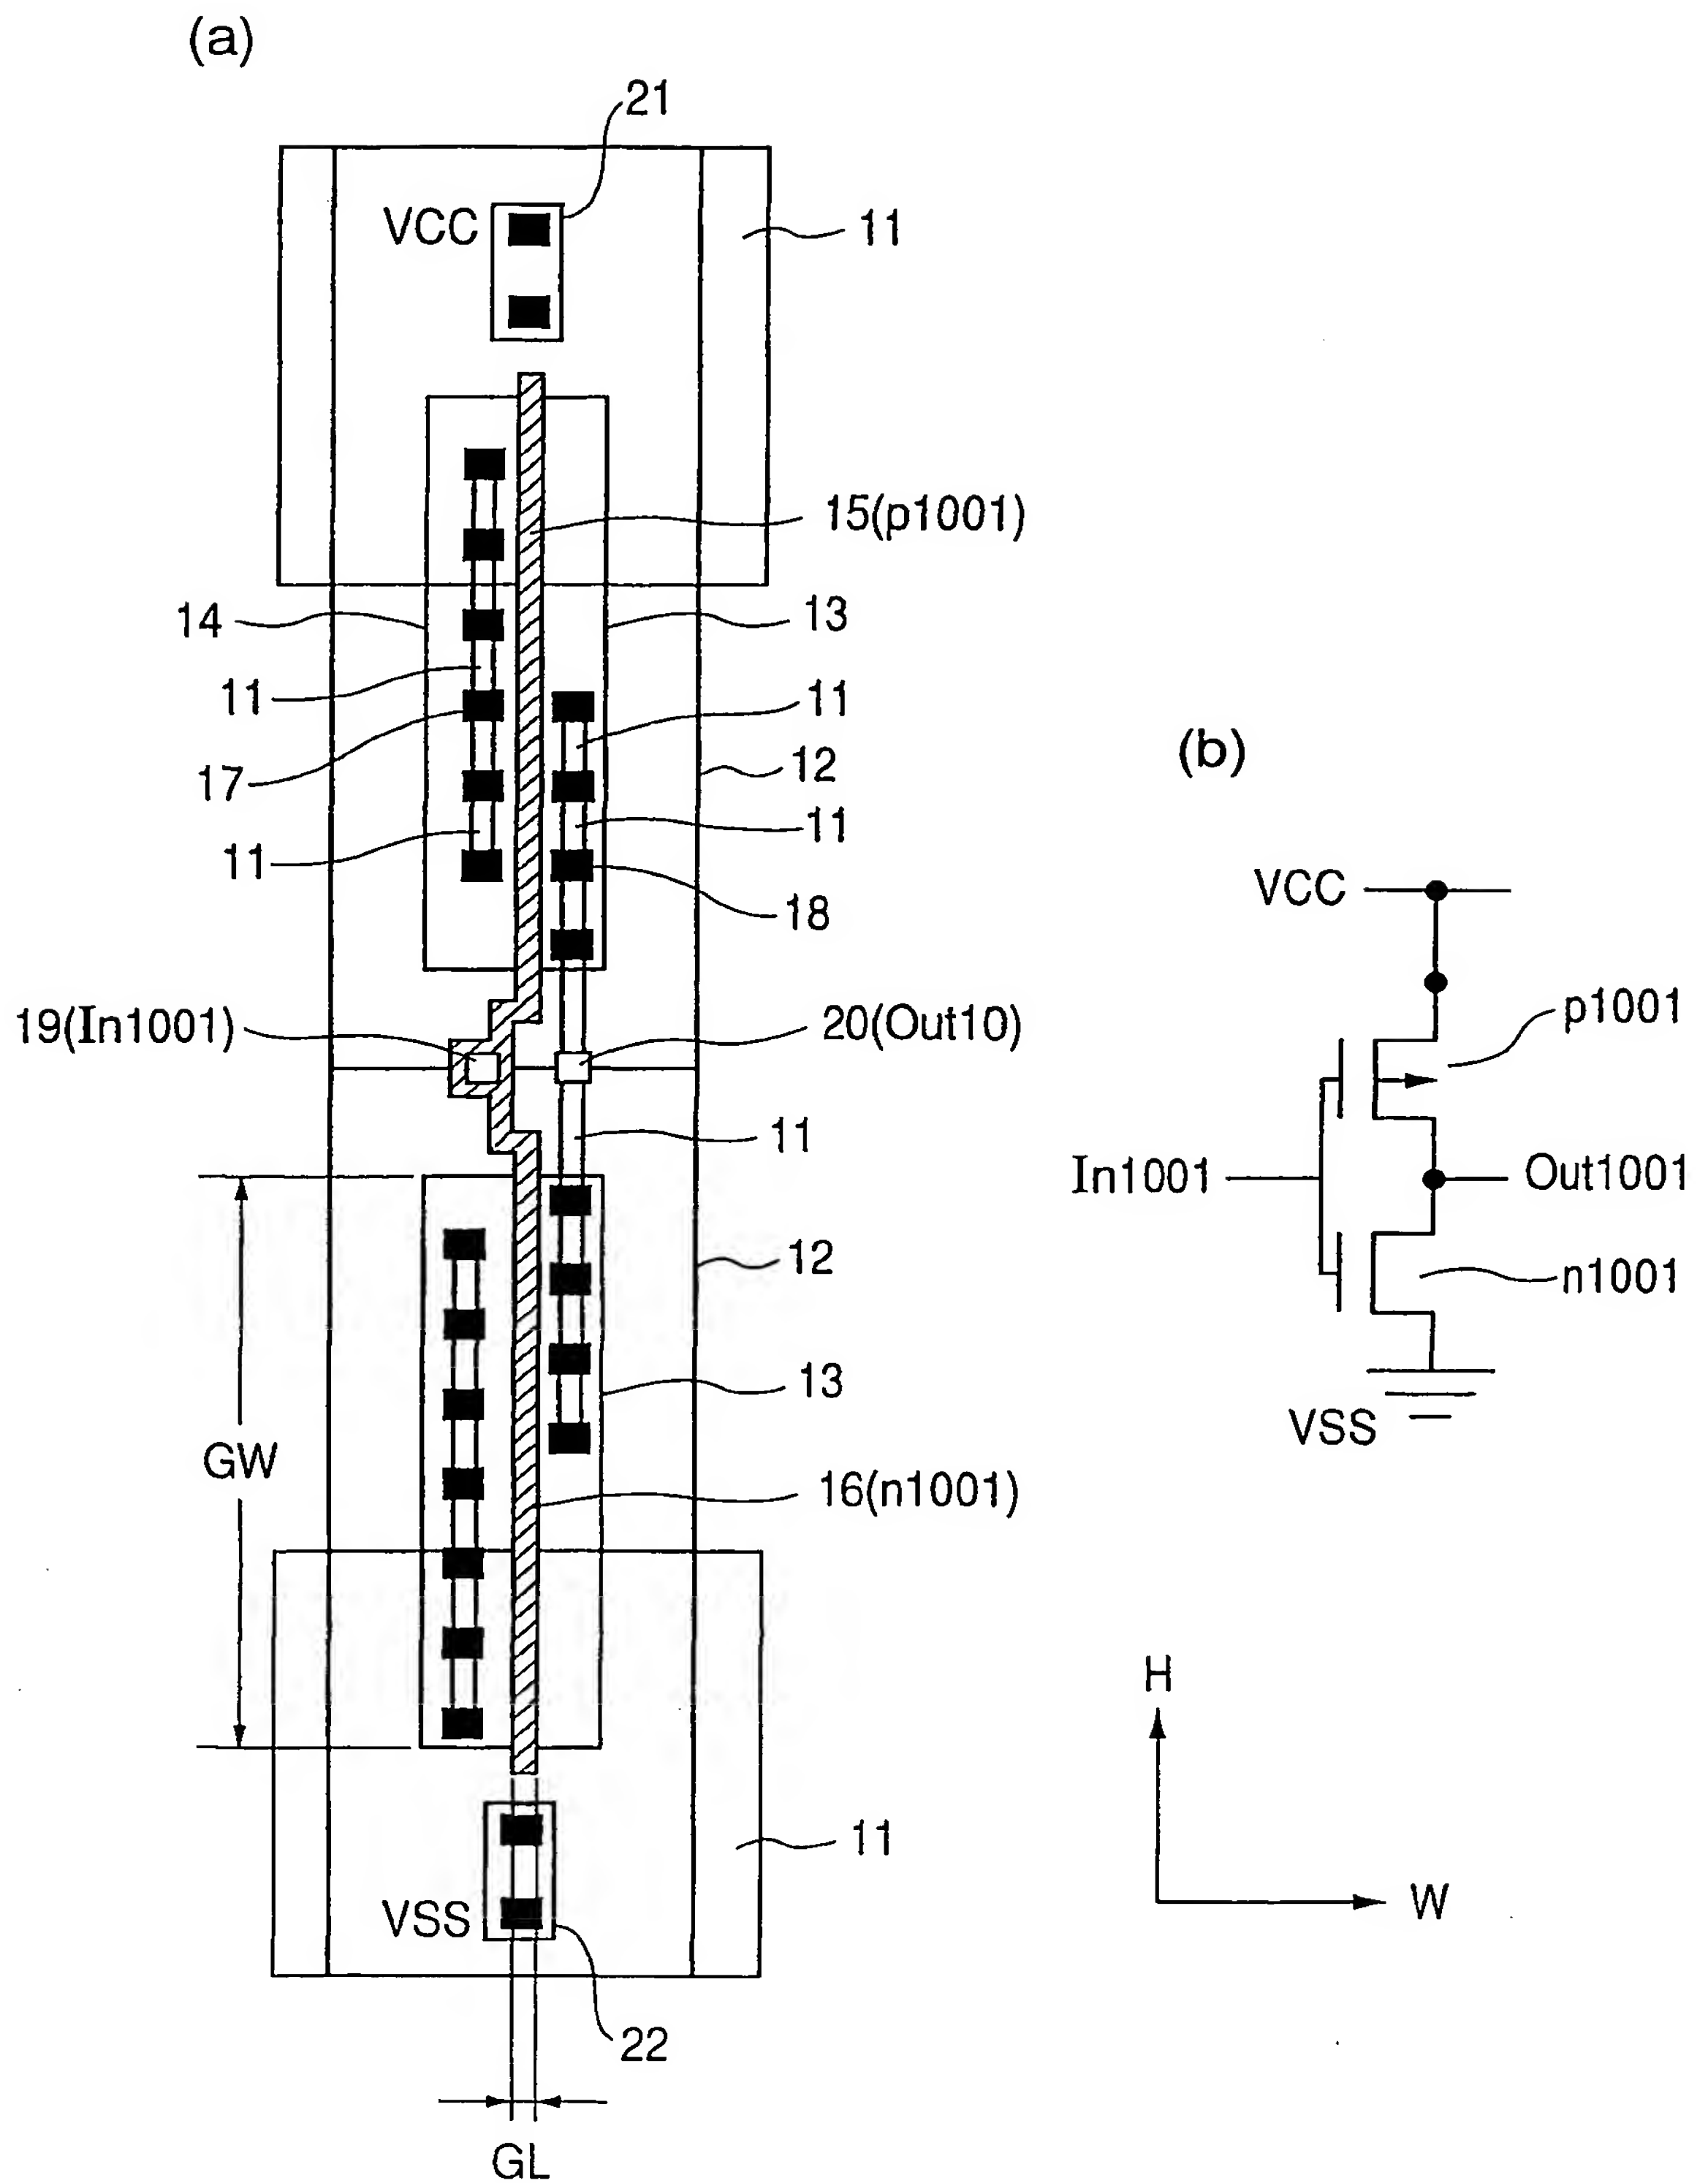 (a)
21
VCC
11
15(p1001)
14
13
11
11
17
12
(b)
11
11
18
VCC
19(In1001)
20(Out10)
p1001
11
In1001
Out1001
12
n1001
13
VSS
GW
16(n1001)
H
11
VSS
W
22
GL